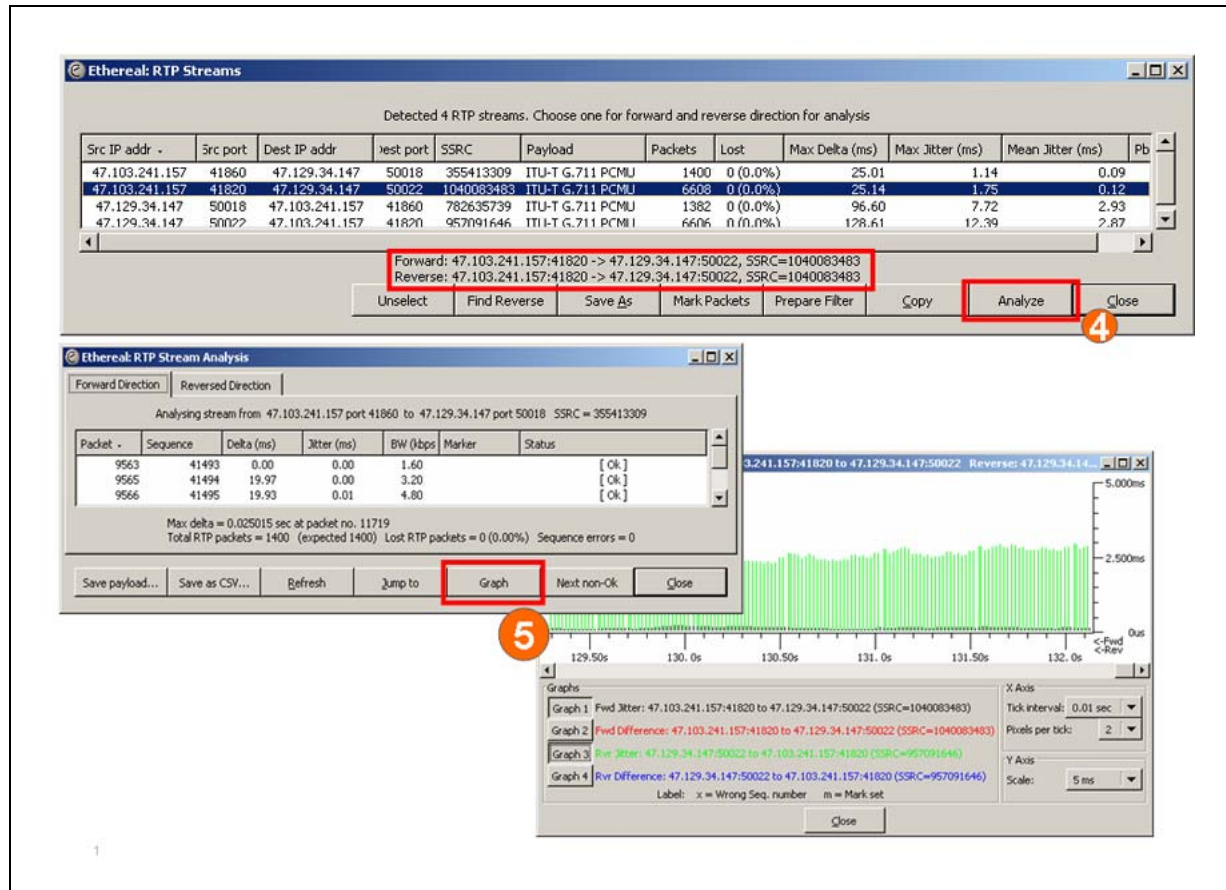 Ethereal: RTP Streams
Detected 4 RTP streams. Choose one for forward and reverse direction for analysis
Src IP addr Src port Dest IP addr Dest port SSRC Payload Packets Lost Max Delta (ms) Max Jitter (ms) Mean Jitter (ms) Pb
47.103.241.157 41860 47.129.34.147 50018 355413309 ITU-T G.711 PCMU 1400 0 (0.0%) 25.01 1.14 0.09
47.103.241.157 41820 47.129.34.147 50022 1040083483 ITU-T G.711 PCMU 6608 0 (0.0%) 25.14 1.75 0.12
47.129.34.147 50018 47.103.241.157 41860 782635739 ITU-T G.711 PCMU 1382 0 (0.0%) 96.60 7.72 2.93
47.129.34.147 50022 47.103.241.157 41820 957091646 ITU-T G.711 PCMU 6606 0 (0.0%) 128.61 12.39 2.87
Forward: 47.103.241.157:41820 -> 47.129.34.147:50022, SSRC=1040083483
Reverse: 47.103.241.157:41820 -> 47.129.34.147:50022, SSRC=1040083483
Unselect Find Reverse Save As Mark Packets Prepare Filter Copy Analyze Close
4
Ethereal: RTP Stream Analysis
Forward Direction Reversed Direction
Analysing stream from 47.103.241.157 port 41860 to 47.129.34.147 port 50018 SSRC = 355413309
Packet Sequence Delta (ms) Jitter (ms) BW (kbps Marker Status
9563 41493 0.00 0.00 1.60 [ Ok ]
9565 41494 19.97 0.00 3.20 [ Ok ]
9566 41495 19.93 0.01 4.80 [ Ok ]
Max delta = 0.025015 sec at packet no. 11719
Total RTP packets = 1400 (expected 1400) Lost RTP packets = 0 (0.00%) Sequence errors = 0
Save payload... Save as CSV... Refresh Jump to Graph Next non-Ok Close
5
3.241.157:41820 to 47.129.34.147:50022 Reverse: 47.129.34.14...
5.000ms
2.500ms
0us
<-Fwd
<-Rev
129.50s 130. 0s 130.50s 131. 0s 131.50s 132. 0s
Graphs
Graph 1 Fwd Jitter: 47.103.241.157:41820 to 47.129.34.147:50022 (SSRC=1040083483)
Graph 2 Fwd Difference: 47.103.241.157:41820 to 47.129.34.147:50022 (SSRC=1040083483)
Graph 3 Rvr Jitter: 47.129.34.147:50022 to 47.103.241.157:41820 (SSRC=957091646)
Graph 4 Rvr Difference: 47.129.34.147:50022 to 47.103.241.157:41820 (SSRC=957091646)
Label: x = Wrong Seq. number m = Mark set
X Axis
Tick interval: 0.01 sec
Pixels per tick: 2
Y Axis
Scale: 5 ms
Close
1